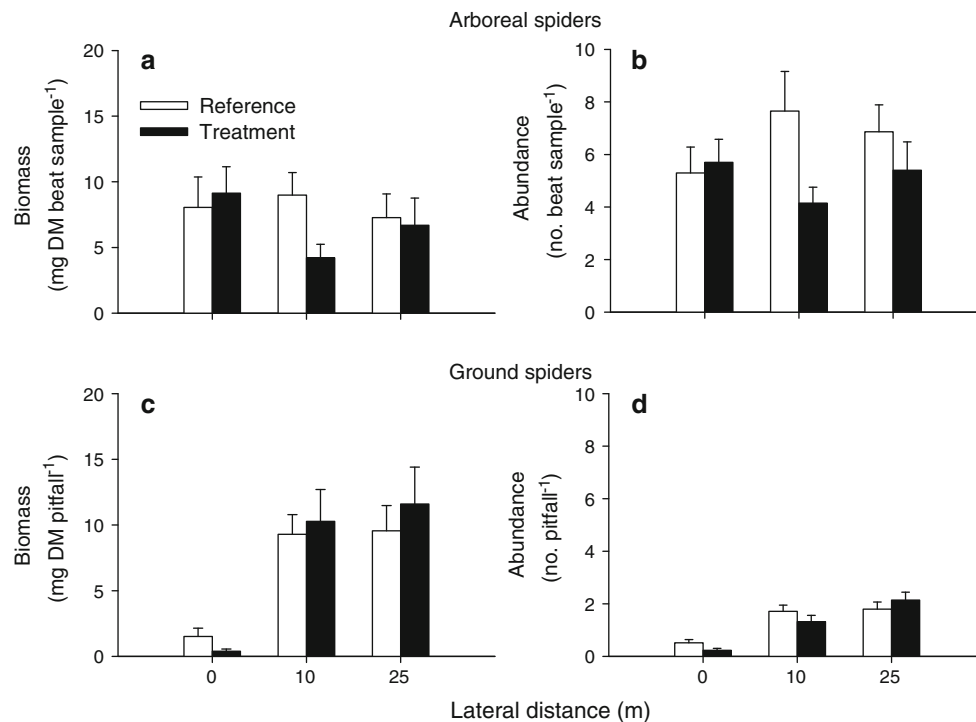 Arboreal spiders
a
Biomass
(mg DM beat sample⁻¹)
20
15
10
5
0
Reference
Treatment
b
Abundance
(no. beat sample⁻¹)
10
8
6
4
2
0
Ground spiders
c
Biomass
(mg DM pitfall⁻¹)
20
15
10
5
0
0 10 25
d
Abundance
(no. pitfall⁻¹)
10
8
6
4
2
0
0 10 25
Lateral distance (m)